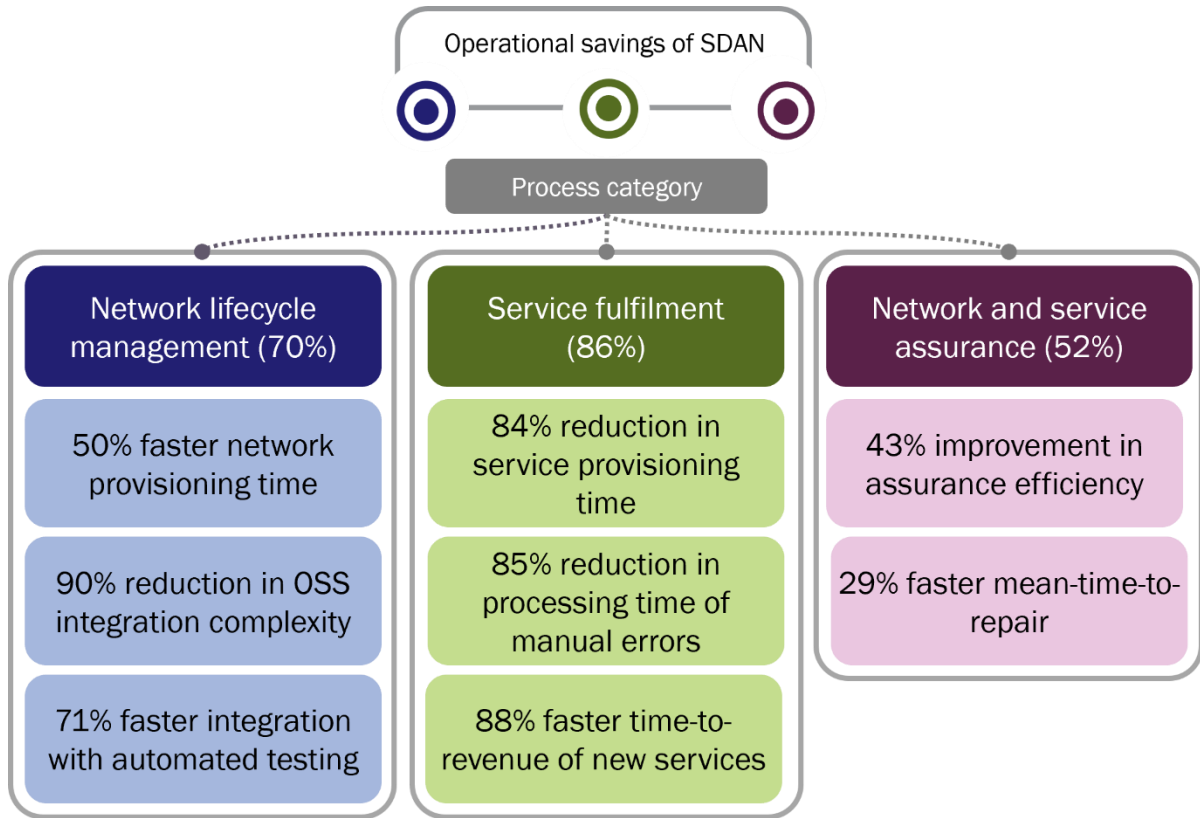 Operational savings of SDAN
Process category
Network lifecycle
management (70%)
50% faster network
provisioning time
90% reduction in OSS
integration complexity
71% faster integration
with automated testing
Service fulfilment
(86%)
84% reduction in
service provisioning
time
85% reduction in
processing time of
manual errors
88% faster time-to-
revenue of new services
Network and service
assurance (52%)
43% improvement in
assurance efficiency
29% faster mean-time-to-
repair